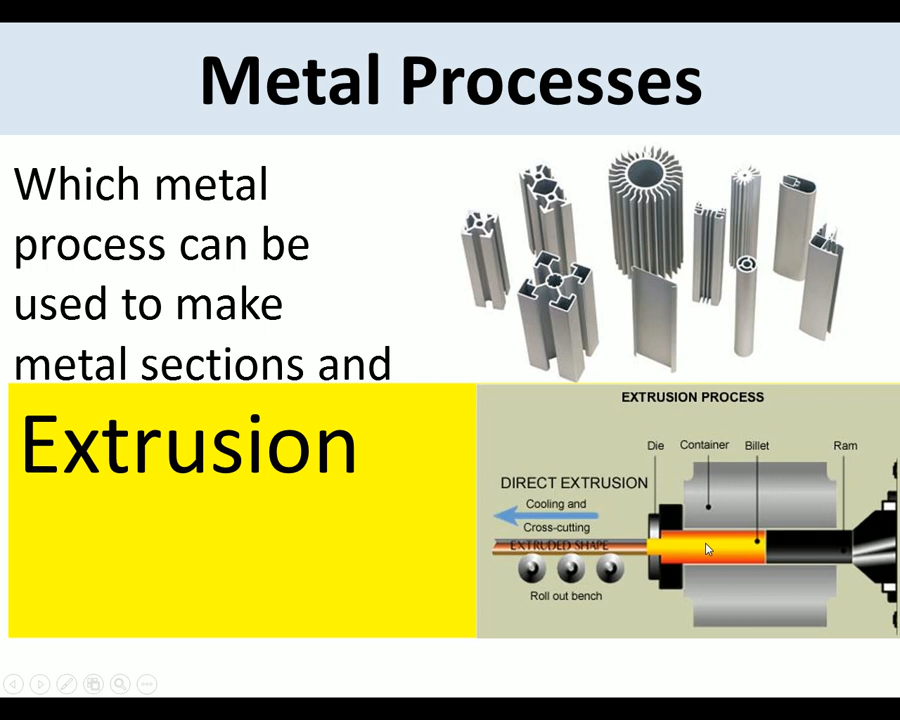 Metal Processes
Which metal
process can be
used to make
metal sections and
Extrusion
EXTRUSION PROCESS
Die
Container
Billet
Ram
DIRECT EXTRUSION
Cooling and
Cross-cutting
EXTRUDED SHAPE
Roll out bench